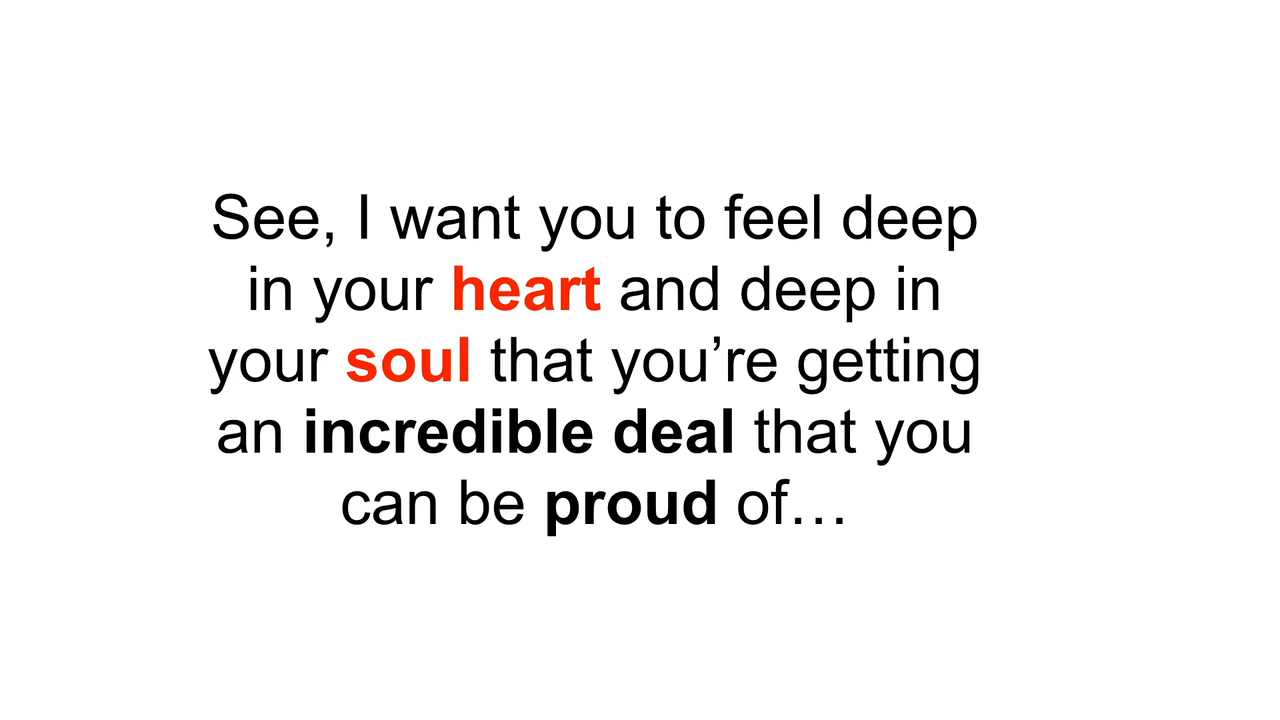 See, I want you to feel deep
in your heart and deep in
your soul that you’re getting
an incredible deal that you
can be proud of…